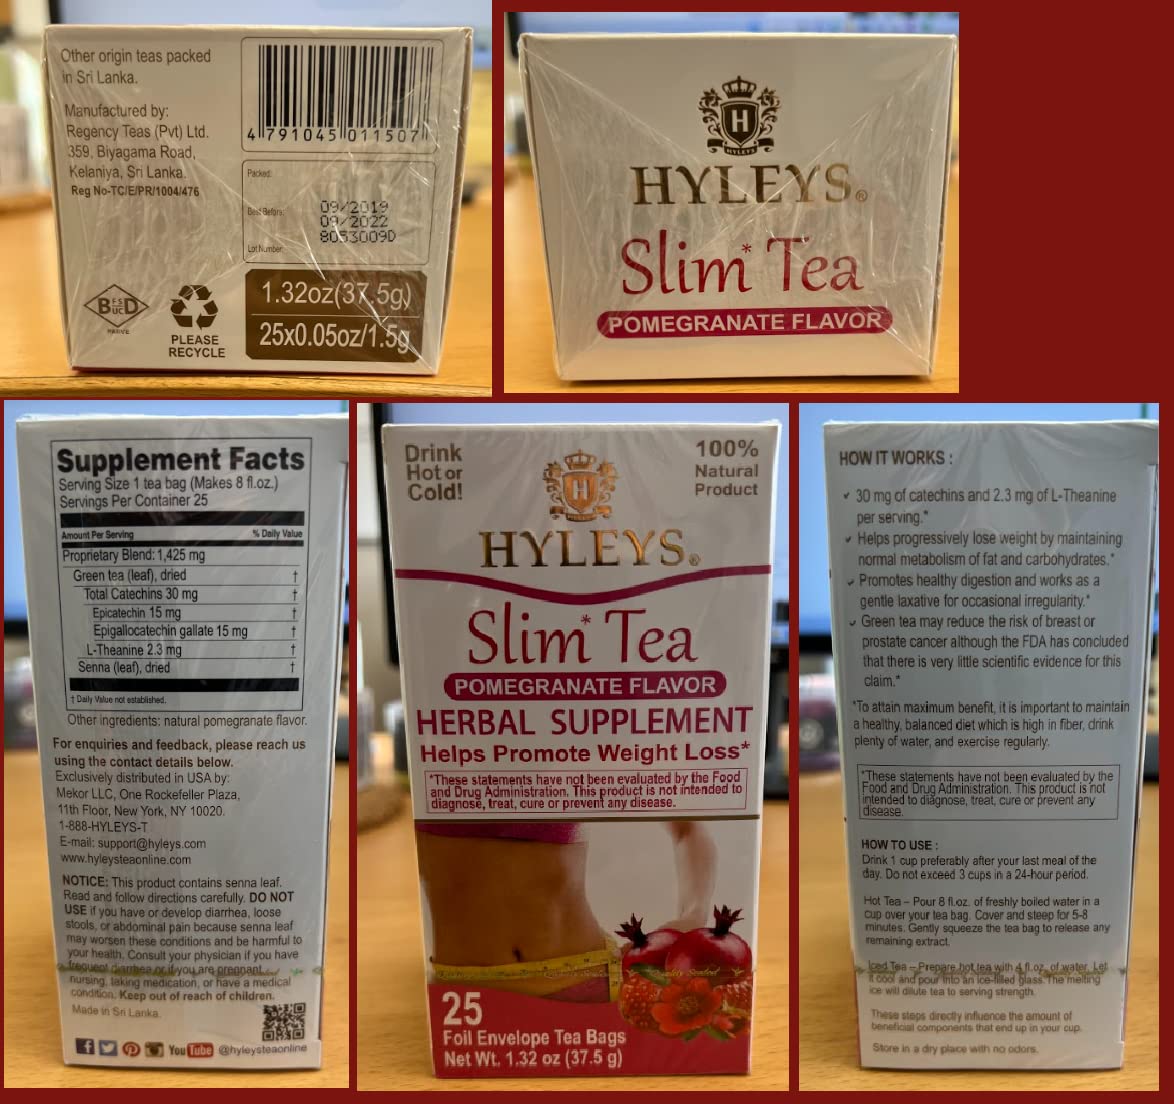 Other origin teas packed
in Sri Lanka.
Manufactured by:
Regency Teas (Pvt) Ltd.
359, Biyagama Road,
Kelaniya, Sri Lanka.
Reg No-TC/E/PR/1004/476
4 791045 011507
Packed:
Best Before:
Lot Number:
09/2019
09/2022
8053009D
1.32oz(37.5g)
25x0.05oz/1.5g
PLEASE
RECYCLE
H
HYLEYS
HYLEYS®
Slim* Tea
POMEGRANATE FLAVOR
Supplement Facts
Serving Size 1 tea bag (Makes 8 fl.oz.)
Servings Per Container 25
Amount Per Serving % Daily Value
Proprietary Blend: 1,425 mg
Green tea (leaf), dried †
Total Catechins 30 mg †
Epicatechin 15 mg †
Epigallocatechin gallate 15 mg †
L-Theanine 2.3 mg †
Senna (leaf), dried †
† Daily Value not established.
Other ingredients: natural pomegranate flavor.
For enquiries and feedback, please reach us
using the contact details below.
Exclusively distributed in USA by:
Mekor LLC, One Rockefeller Plaza,
11th Floor, New York, NY 10020.
1-888-HYLEYS-T
E-mail: support@hyleys.com
www.hyleysteaonline.com
NOTICE: This product contains senna leaf.
Read and follow directions carefully. DO NOT
USE if you have or develop diarrhea, loose
stools, or abdominal pain because senna leaf
may worsen these conditions and be harmful to
your health. Consult your physician if you have
frequent diarrhea or if you are pregnant,
nursing, taking medication, or have a medical
condition. Keep out of reach of children.
Made in Sri Lanka.
You Tube @hyleysteaonline
Drink
Hot or
Cold!
100%
Natural
Product
H
HYLEYS®
Slim* Tea
POMEGRANATE FLAVOR
HERBAL SUPPLEMENT
Helps Promote Weight Loss*
*These statements have not been evaluated by the Food
and Drug Administration. This product is not intended to
diagnose, treat, cure or prevent any disease.
Quality Sealed
25
Foil Envelope Tea Bags
Net Wt. 1.32 oz (37.5 g)
HOW IT WORKS :
30 mg of catechins and 2.3 mg of L-Theanine
per serving.*
Helps progressively lose weight by maintaining
normal metabolism of fat and carbohydrates.*
Promotes healthy digestion and works as a
gentle laxative for occasional irregularity.*
Green tea may reduce the risk of breast or
prostate cancer although the FDA has concluded
that there is very little scientific evidence for this
claim.*
*To attain maximum benefit, it is important to maintain
a healthy, balanced diet which is high in fiber, drink
plenty of water, and exercise regularly.
*These statements have not been evaluated by the
Food and Drug Administration. This product is not
intended to diagnose, treat, cure or prevent any
disease.
HOW TO USE :
Drink 1 cup preferably after your last meal of the
day. Do not exceed 3 cups in a 24-hour period.
Hot Tea – Pour 8 fl.oz. of freshly boiled water in a
cup over your tea bag. Cover and steep for 5-8
minutes. Gently squeeze the tea bag to release any
remaining extract.
Iced Tea – Prepare hot tea with 4 fl.oz. of water. Let
it cool and pour into an ice-filled glass. The melting
ice will dilute tea to serving strength.
These steps directly influence the amount of
beneficial components that end up in your cup.
Store in a dry place with no odors.